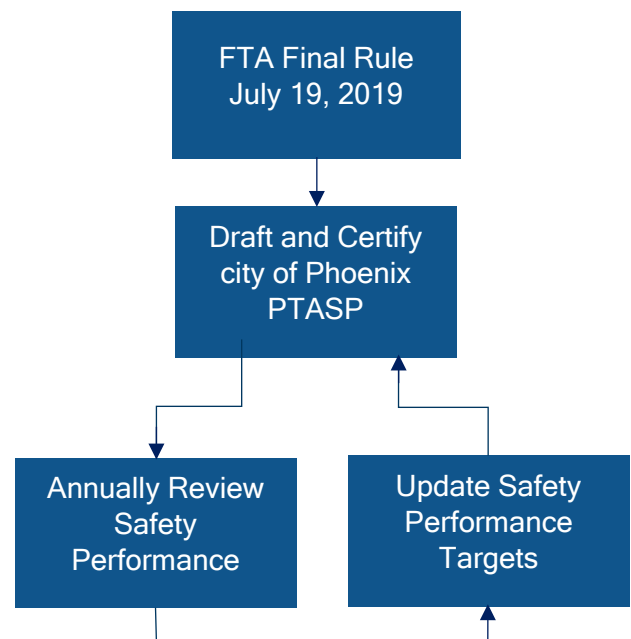 FTA Final Rule
July 19, 2019
Draft and Certify
city of Phoenix
PTASP
Annually Review
Safety
Performance
Update Safety
Performance
Targets